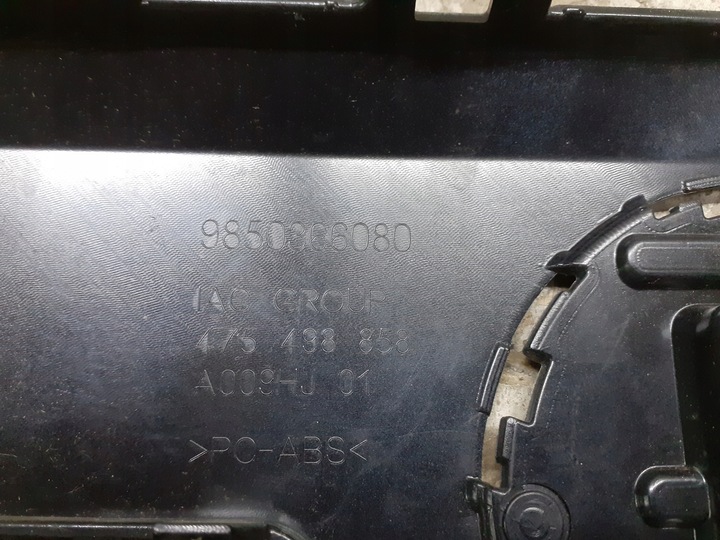 9850866080
IAC GROUP
475 438 858
A009HJ 01
>PC-ABS<